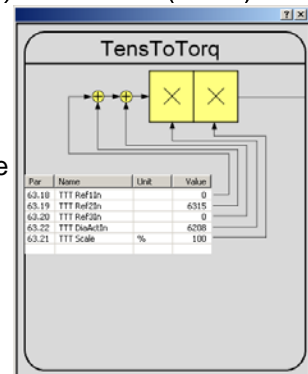 TensToTorq
Par Name Unit Value
63.18 TTT Ref1In 0
63.19 TTT Ref2In 6315
63.20 TTT Ref3In 0
63.22 TTT DiaActIn 6208
63.21 TTT Scale % 100